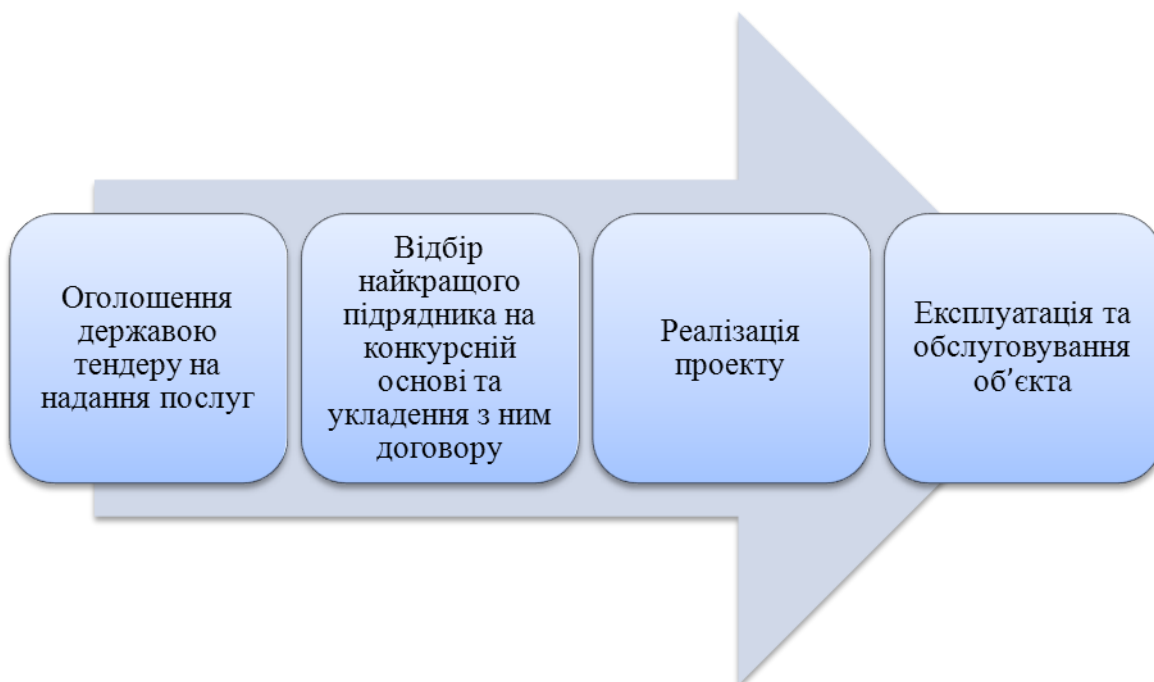 Оголошення
державою
тендеру на
надання послуг
Відбір
найкращого
підрядника на
конкурсній
основі та
укладення з ним
договору
Реалізація
проекту
Експлуатація та
обслуговування
об’єкта